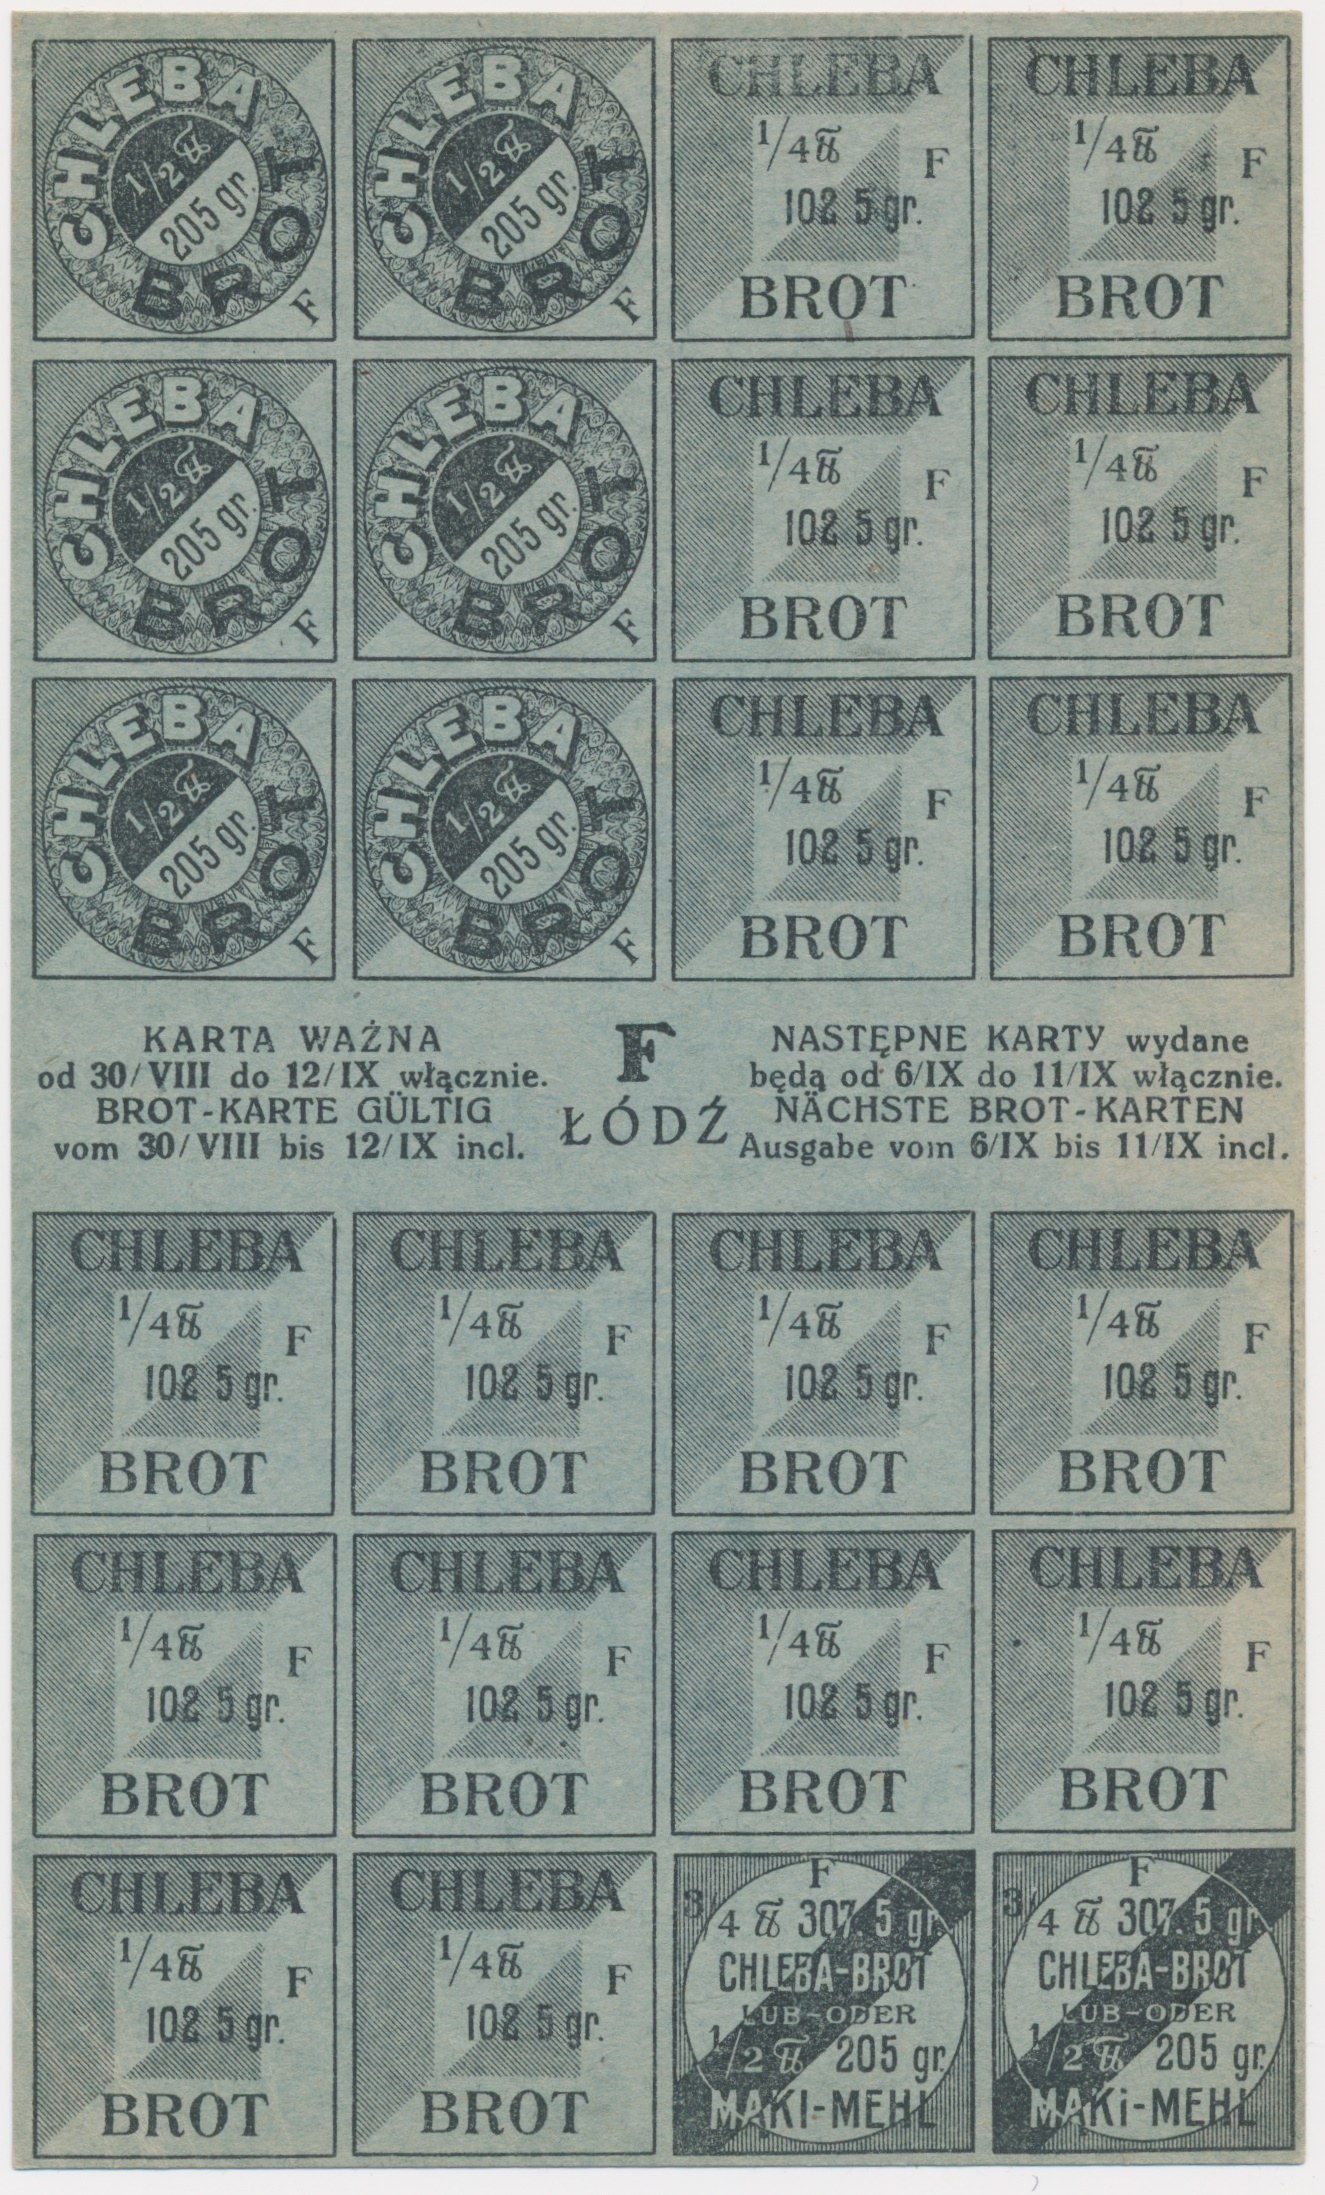 CHLEBA
1/2 ℔
205 gr.
BROT
F
CHLEBA
1/2 ℔
205 gr.
BROT
F
CHLEBA
1/4 ℔
F
102 5 gr.
BROT
CHLEBA
1/4 ℔
F
102 5 gr.
BROT
CHLEBA
1/2 ℔
205 gr.
BROT
F
CHLEBA
1/2 ℔
205 gr.
BROT
F
CHLEBA
1/4 ℔
F
102 5 gr.
BROT
CHLEBA
1/4 ℔
F
102 5 gr.
BROT
CHLEBA
1/2 ℔
205 gr.
BROT
F
CHLEBA
1/2 ℔
205 gr.
BROT
F
CHLEBA
1/4 ℔
F
102 5 gr.
BROT
CHLEBA
1/4 ℔
F
102 5 gr.
BROT
KARTA WAŻNA
od 30/VIII do 12/IX włącznie.
BROT-KARTE GÜLTIG
vom 30/VIII bis 12/IX incl.
F
ŁÓDŹ
NASTĘPNE KARTY wydane
będą od 6/IX do 11/IX włącznie.
NÄCHSTE BROT-KARTEN
Ausgabe vom 6/IX bis 11/IX incl.
CHLEBA
1/4 ℔
F
102 5 gr.
BROT
CHLEBA
1/4 ℔
F
102 5 gr.
BROT
CHLEBA
1/4 ℔
F
102 5 gr.
BROT
CHLEBA
1/4 ℔
F
102 5 gr.
BROT
CHLEBA
1/4 ℔
F
102 5 gr.
BROT
CHLEBA
1/4 ℔
F
102 5 gr.
BROT
CHLEBA
1/4 ℔
F
102 5 gr.
BROT
CHLEBA
1/4 ℔
F
102 5 gr.
BROT
CHLEBA
1/4 ℔
F
102 5 gr.
BROT
CHLEBA
1/4 ℔
F
102 5 gr.
BROT
F
3/4 ℔ 307.5 gr.
CHLEBA-BROT
LUB-ODER
1/2 ℔ 205 gr.
MĄKI-MEHL
F
3/4 ℔ 307.5 gr.
CHLEBA-BROT
LUB-ODER
1/2 ℔ 205 gr.
MĄKi-MEHL